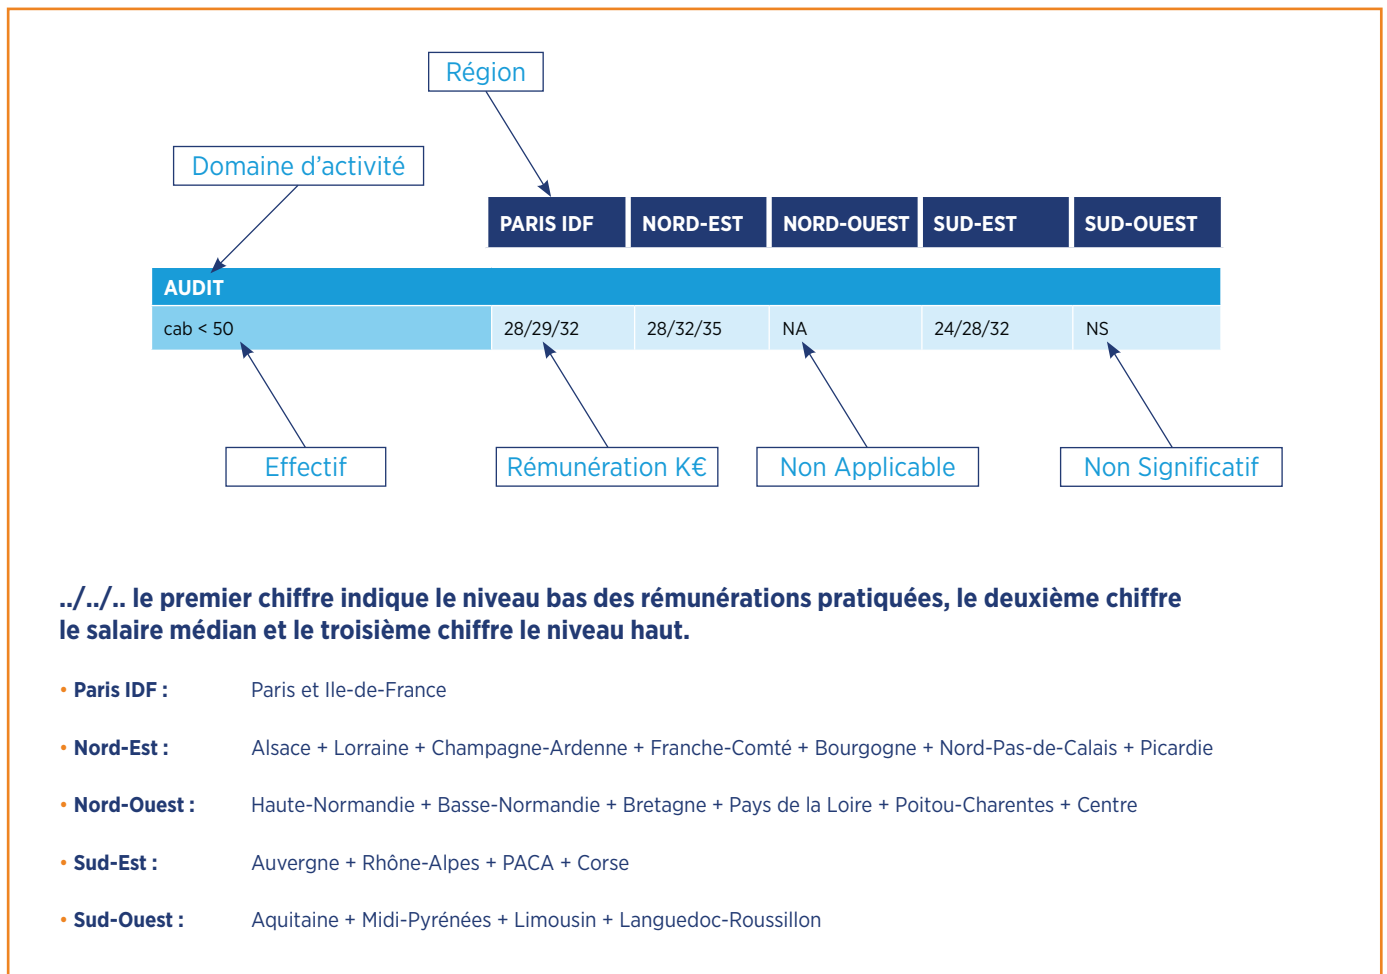 Région
Domaine d'activité
PARIS IDF NORD-EST NORD-OUEST SUD-EST SUD-OUEST
AUDIT
cab < 50 28/29/32 28/32/35 NA 24/28/32 NS
Effectif Rémunération K€ Non Applicable Non Significatif
../../.. le premier chiffre indique le niveau bas des rémunérations pratiquées, le deuxième chiffre
le salaire médian et le troisième chiffre le niveau haut.
• Paris IDF : Paris et Ile-de-France
• Nord-Est : Alsace + Lorraine + Champagne-Ardenne + Franche-Comté + Bourgogne + Nord-Pas-de-Calais + Picardie
• Nord-Ouest : Haute-Normandie + Basse-Normandie + Bretagne + Pays de la Loire + Poitou-Charentes + Centre
• Sud-Est : Auvergne + Rhône-Alpes + PACA + Corse
• Sud-Ouest : Aquitaine + Midi-Pyrénées + Limousin + Languedoc-Roussillon